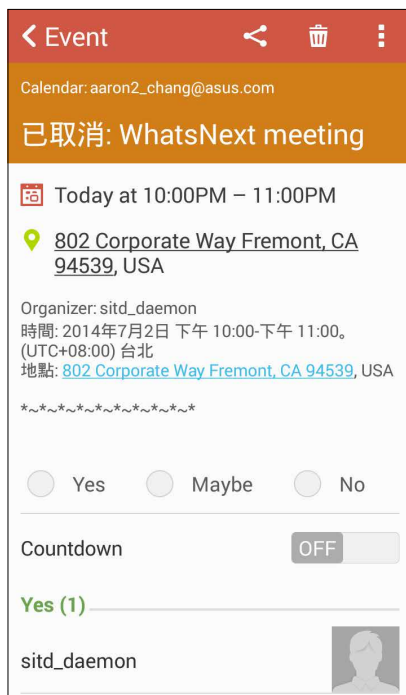 Event
Calendar: aaron2_chang@asus.com
已取消: WhatsNext meeting
Today at 10:00PM – 11:00PM
802 Corporate Way Fremont, CA
94539, USA
Organizer: sitd_daemon
時間: 2014年7月2日 下午 10:00-下午 11:00。
(UTC+08:00) 台北
地點: 802 Corporate Way Fremont, CA 94539, USA
*~*~*~*~*~*~*~*~*~*
Yes Maybe No
Countdown OFF
Yes (1)
sitd_daemon